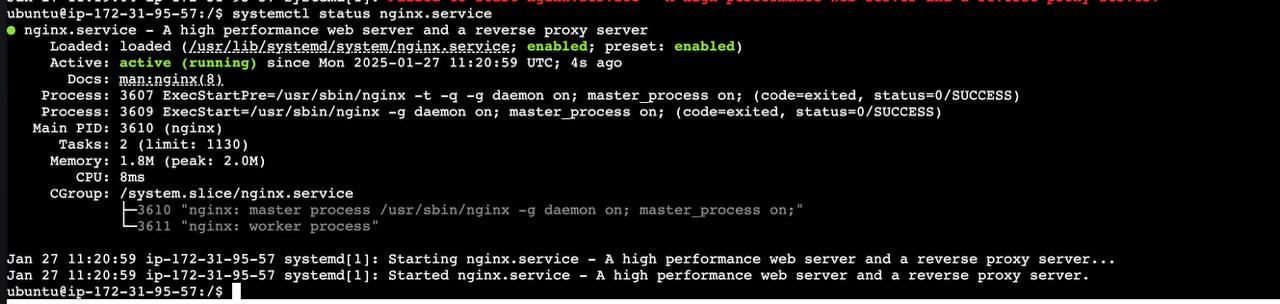 ubuntu@ip-172-31-95-57:/$ systemctl status nginx.service
● nginx.service - A high performance web server and a reverse proxy server
Loaded: loaded (/usr/lib/systemd/system/nginx.service; enabled; preset: enabled)
Active: active (running) since Mon 2025-01-27 11:20:59 UTC; 4s ago
Docs: man:nginx(8)
Process: 3607 ExecStartPre=/usr/sbin/nginx -t -q -g daemon on; master_process on; (code=exited, status=0/SUCCESS)
Process: 3609 ExecStart=/usr/sbin/nginx -g daemon on; master_process on; (code=exited, status=0/SUCCESS)
Main PID: 3610 (nginx)
Tasks: 2 (limit: 1130)
Memory: 1.8M (peak: 2.0M)
CPU: 8ms
CGroup: /system.slice/nginx.service
├─3610 "nginx: master process /usr/sbin/nginx -g daemon on; master_process on;"
└─3611 "nginx: worker process"
Jan 27 11:20:59 ip-172-31-95-57 systemd[1]: Starting nginx.service - A high performance web server and a reverse proxy server...
Jan 27 11:20:59 ip-172-31-95-57 systemd[1]: Started nginx.service - A high performance web server and a reverse proxy server.
ubuntu@ip-172-31-95-57:/$